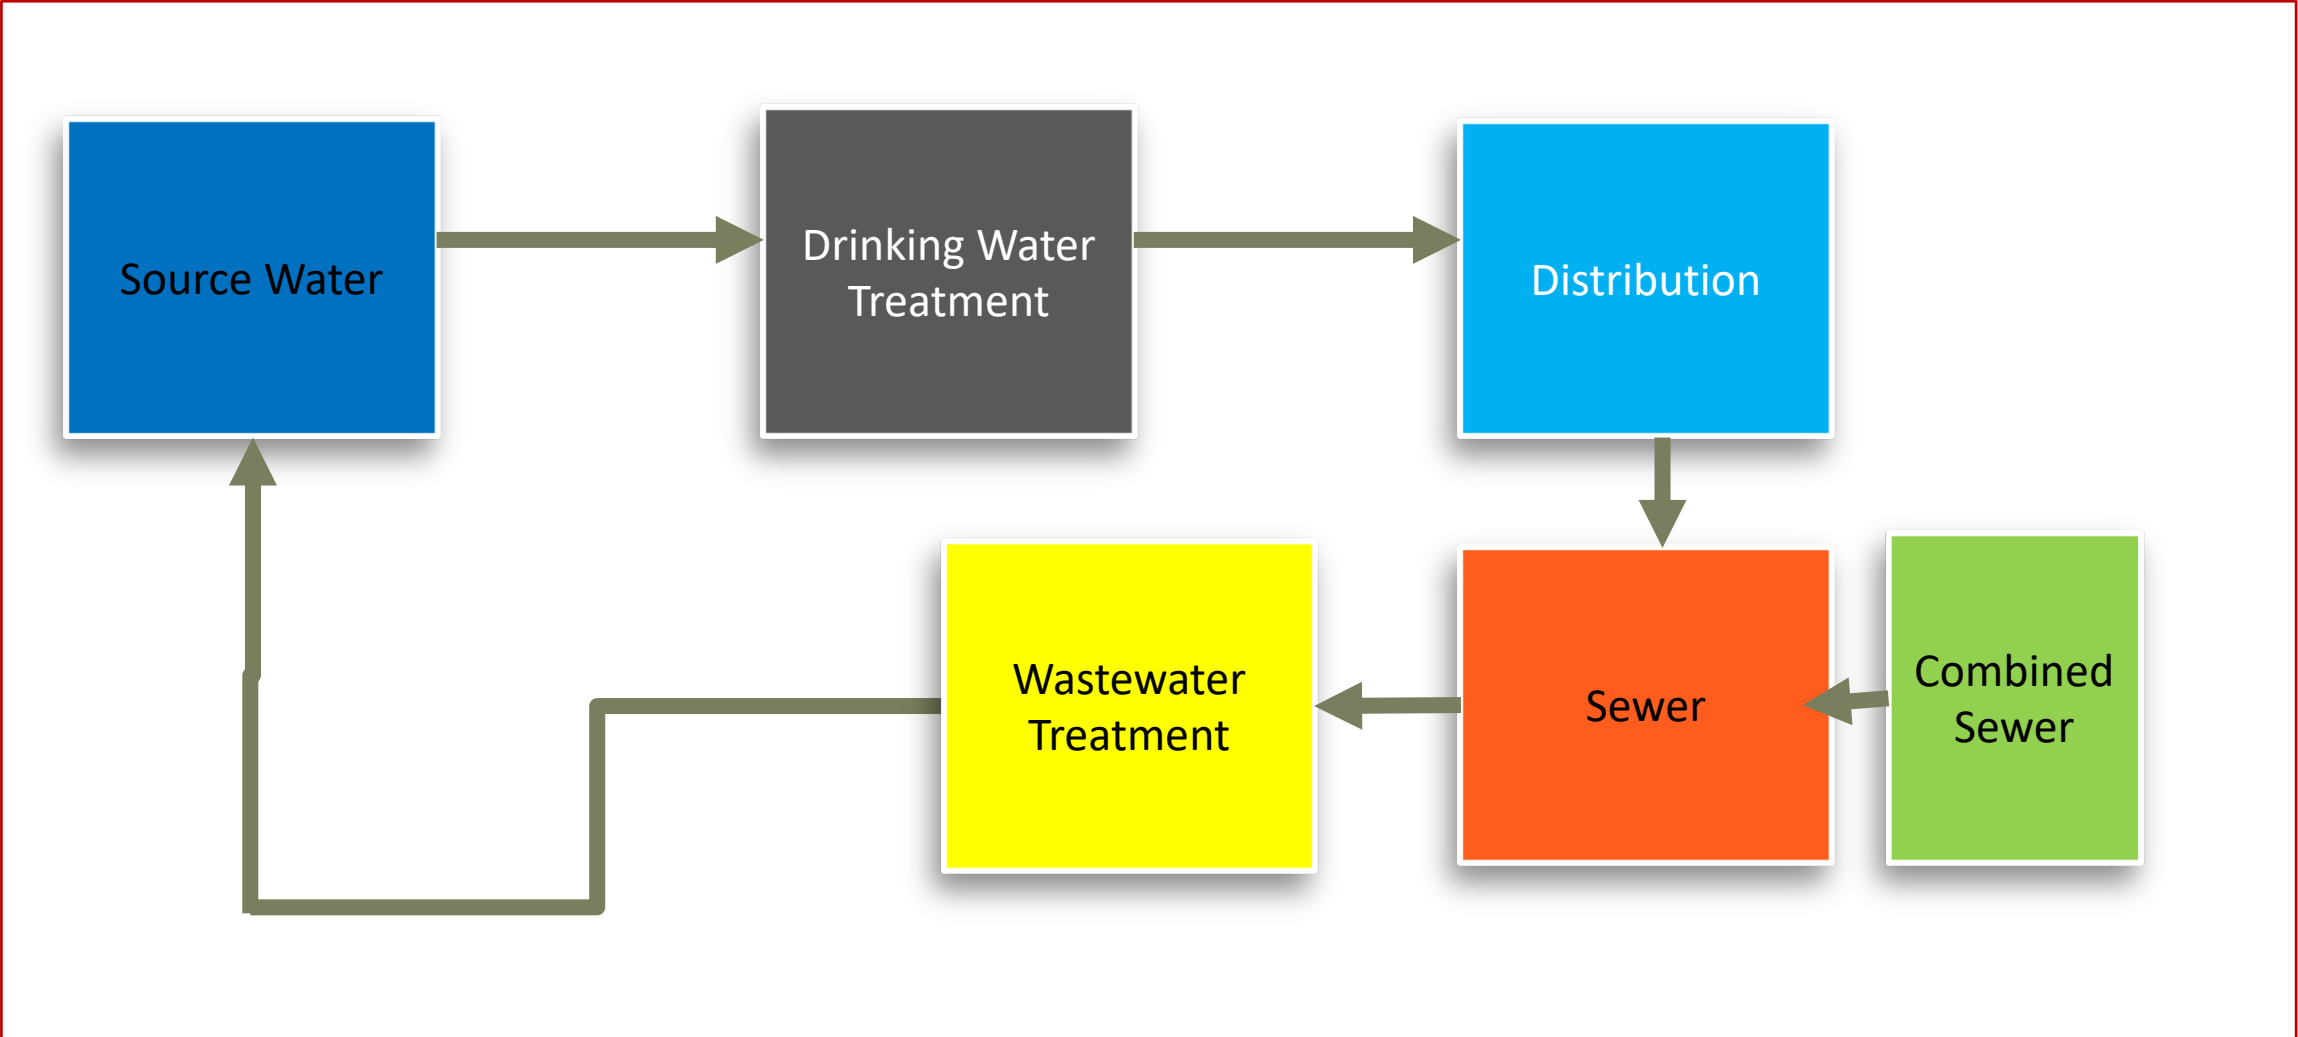 Source Water
Drinking Water
Treatment
Distribution
Wastewater
Treatment
Sewer
Combined
Sewer